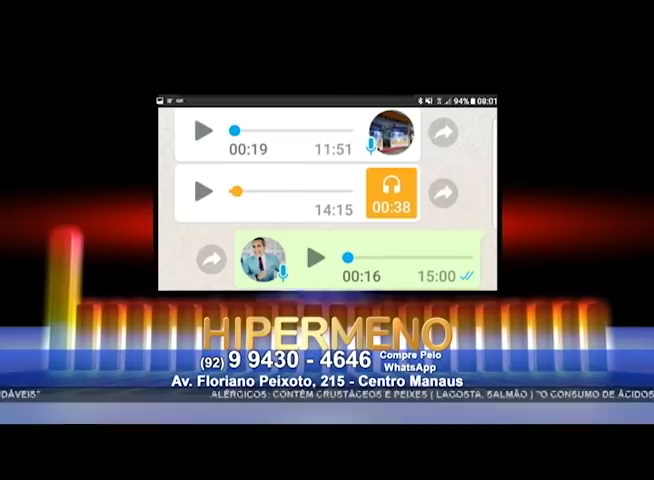 94% 08:01
00:19 11:51
14:15 00:38
00:16 15:00
HIPERMENO
(92) 9 9430 - 4646 Compre Pelo WhatsApp
Av. Floriano Peixoto, 215 - Centro Manaus
DÁVEIS" ALÉRGICOS: CONTÉM CRUSTÁCEOS E PEIXES ( LAGOSTA, SALMÃO ) "O CONSUMO DE ÁCIDOS